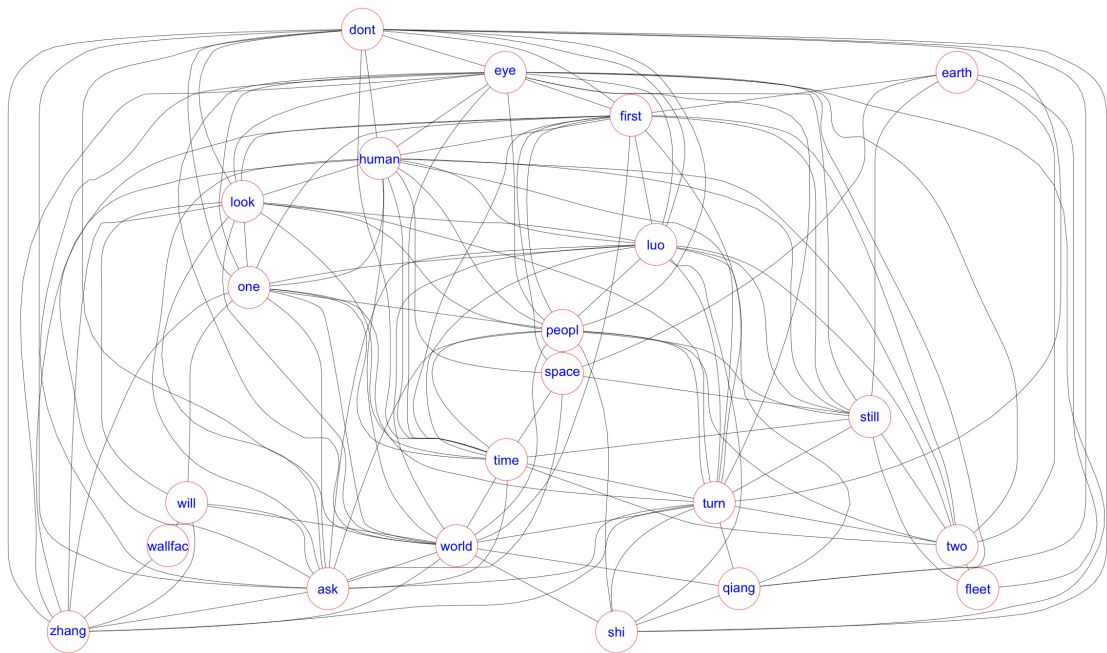 dont
eye
earth
first
human
look
luo
one
peopl
space
still
time
will
turn
wallfac
world
two
ask
qiang
fleet
zhang
shi